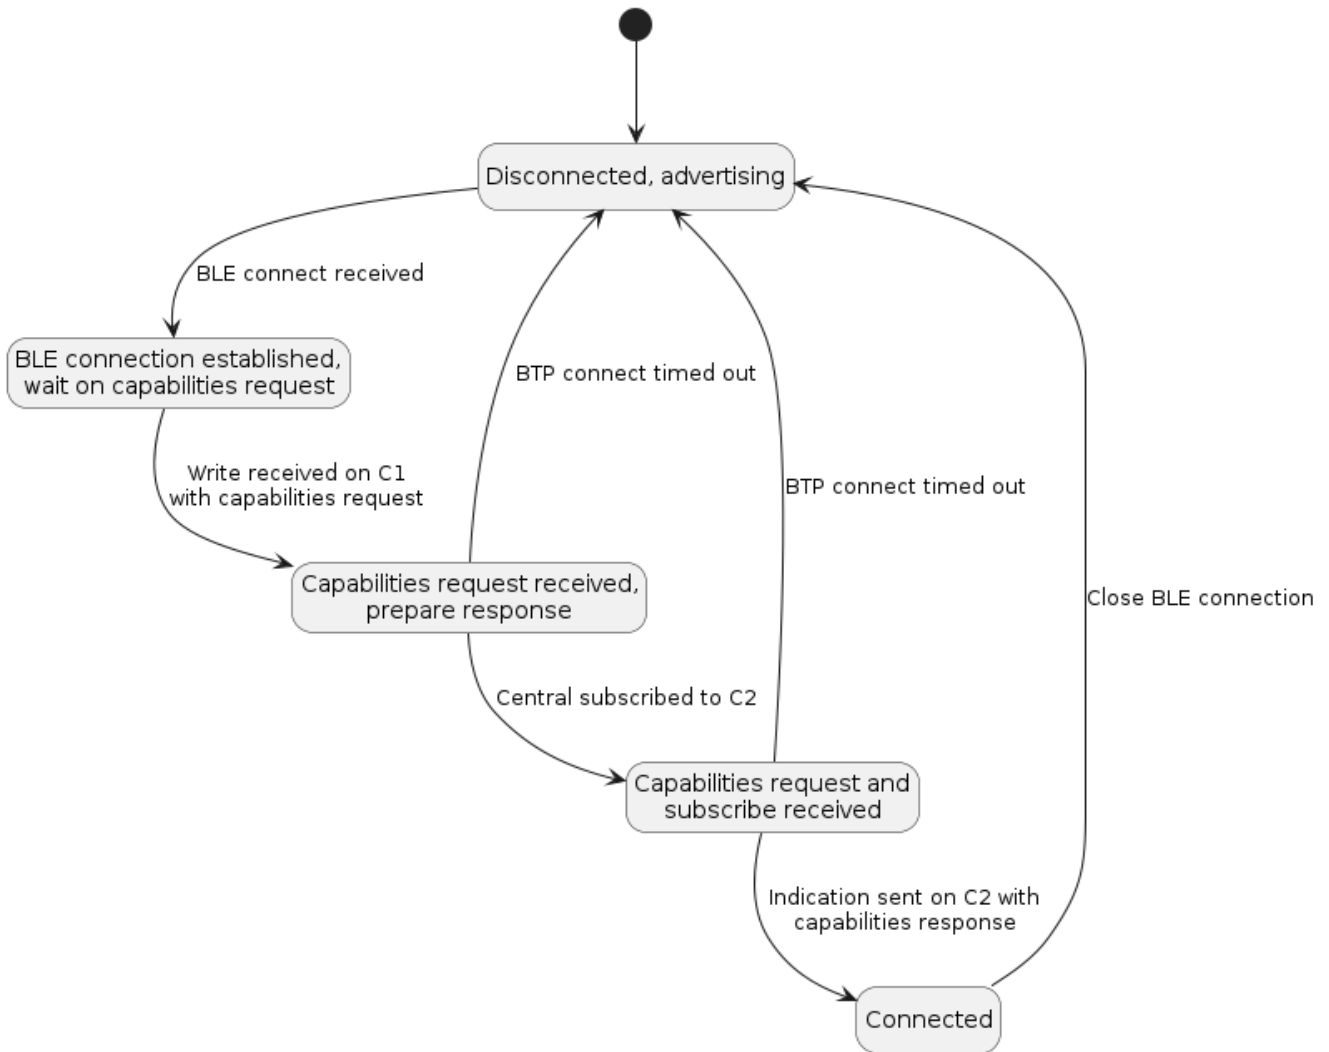 Disconnected, advertising
BLE connect received
BLE connection established,
wait on capabilities request
BTP connect timed out
Write received on C1
with capabilities request
BTP connect timed out
Capabilities request received,
prepare response
Close BLE connection
Central subscribed to C2
Capabilities request and
subscribe received
Indication sent on C2 with
capabilities response
Connected